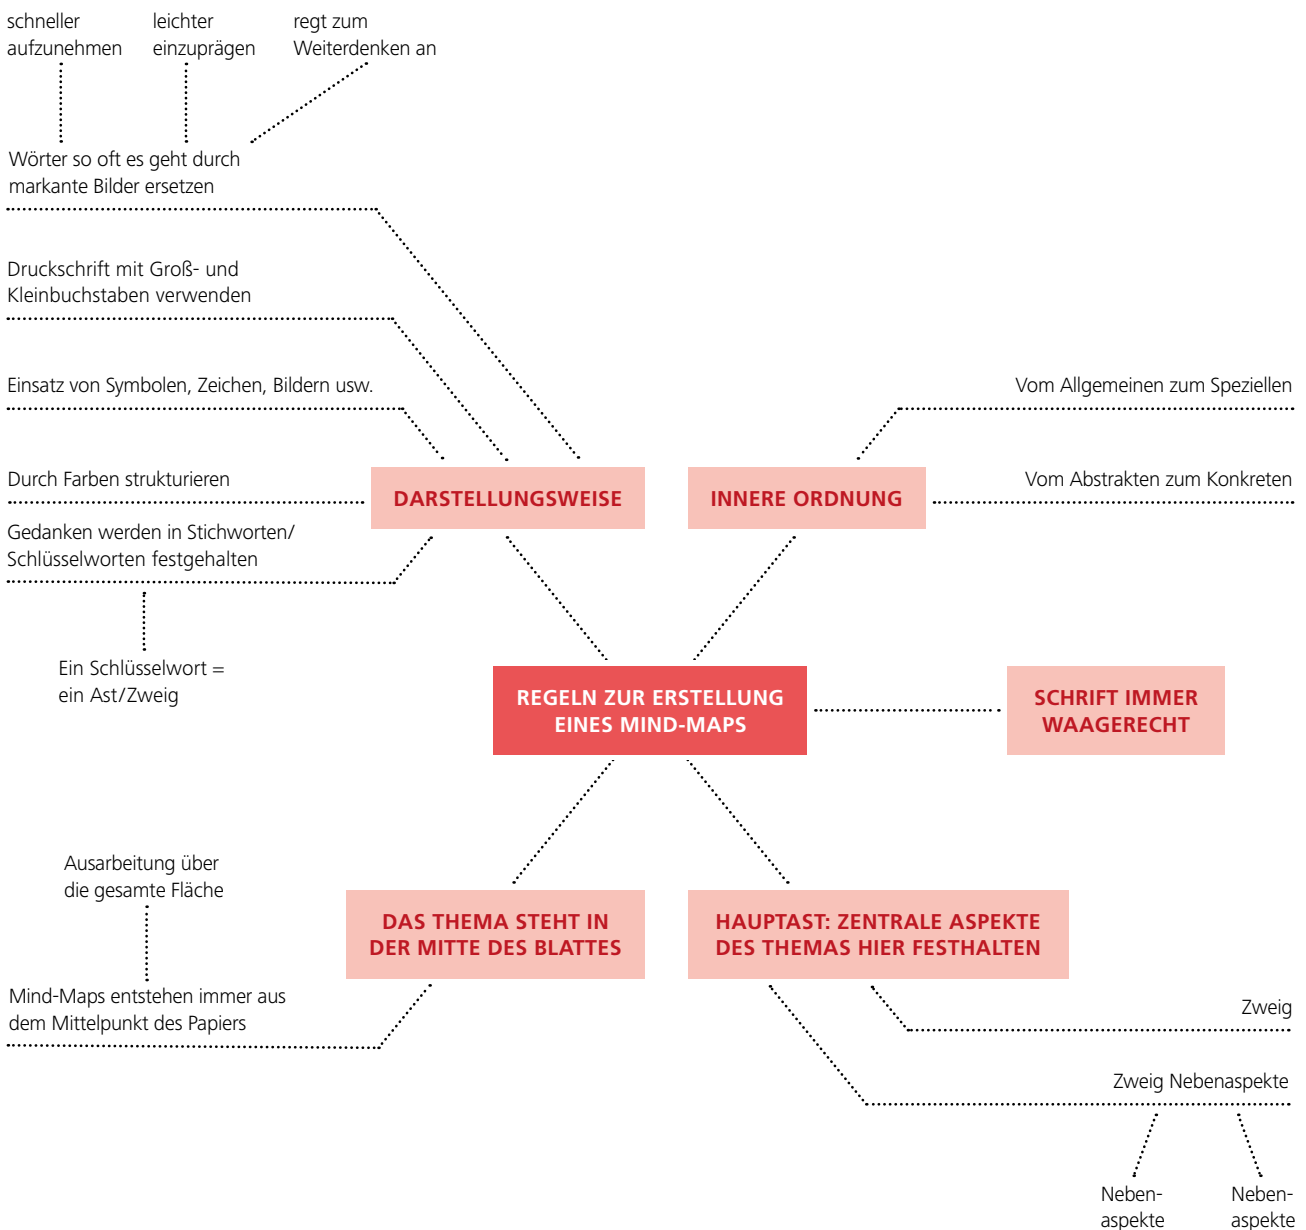 schneller
aufzunehmen
leichter
einzuprägen
regt zum
Weiterdenken an
Wörter so oft es geht durch
markante Bilder ersetzen
Druckschrift mit Groß- und
Kleinbuchstaben verwenden
Einsatz von Symbolen, Zeichen, Bildern usw.
Durch Farben strukturieren
Gedanken werden in Stichworten/
Schlüsselworten festgehalten
Ein Schlüsselwort =
ein Ast/Zweig
DARSTELLUNGSWEISE
INNERE ORDNUNG
Vom Allgemeinen zum Speziellen
Vom Abstrakten zum Konkreten
REGELN ZUR ERSTELLUNG
EINES MIND-MAPS
SCHRIFT IMMER
WAAGERECHT
Ausarbeitung über
die gesamte Fläche
Mind-Maps entstehen immer aus
dem Mittelpunkt des Papiers
DAS THEMA STEHT IN
DER MITTE DES BLATTES
HAUPTAST: ZENTRALE ASPEKTE
DES THEMAS HIER FESTHALTEN
Zweig
Zweig Nebenaspekte
Neben-
aspekte
Neben-
aspekte